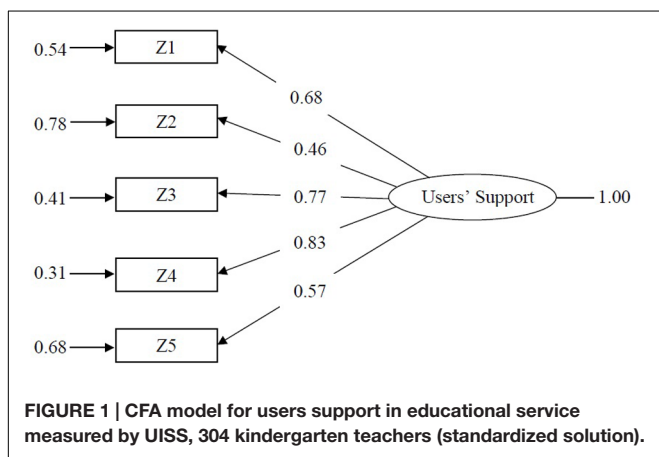 0.54 Z1
0.68
0.78 Z2
0.46
0.41 Z3 0.77 Users' Support 1.00
0.83
0.31 Z4
0.57
0.68 Z5
FIGURE 1 | CFA model for users support in educational service
measured by UISS, 304 kindergarten teachers (standardized solution).